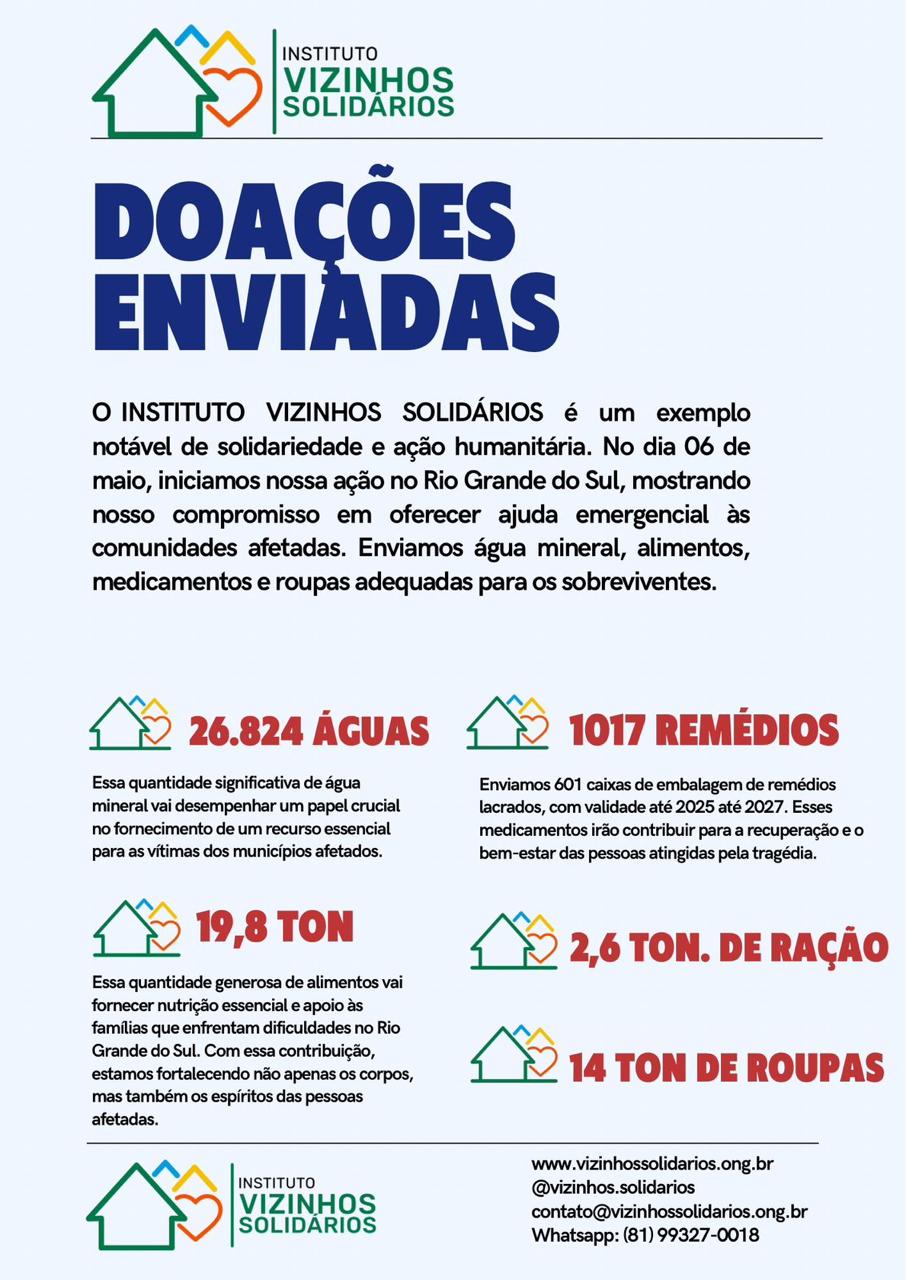 INSTITUTO
VIZINHOS
SOLIDÁRIOS
DOAÇÕES
ENVIADAS
O INSTITUTO VIZINHOS SOLIDÁRIOS é um exemplo
notável de solidariedade e ação humanitária. No dia 06 de
maio, iniciamos nossa ação no Rio Grande do Sul, mostrando
nosso compromisso em oferecer ajuda emergencial às
comunidades afetadas. Enviamos água mineral, alimentos,
medicamentos e roupas adequadas para os sobreviventes.
26.824 ÁGUAS
Essa quantidade significativa de água
mineral vai desempenhar um papel crucial
no fornecimento de um recurso essencial
para as vítimas dos municípios afetados.
1017 REMÉDIOS
Enviamos 601 caixas de embalagem de remédios
lacrados, com validade até 2025 até 2027. Esses
medicamentos irão contribuir para a recuperação e o
bem-estar das pessoas atingidas pela tragédia.
19,8 TON
Essa quantidade generosa de alimentos vai
fornecer nutrição essencial e apoio às
famílias que enfrentam dificuldades no Rio
Grande do Sul. Com essa contribuição,
estamos fortalecendo não apenas os corpos,
mas também os espíritos das pessoas
afetadas.
2,6 TON. DE RAÇÃO
14 TON DE ROUPAS
INSTITUTO
VIZINHOS
SOLIDÁRIOS
www.vizinhossolidarios.ong.br
@vizinhos.solidarios
contato@vizinhossolidarios.ong.br
Whatsapp: (81) 99327-0018